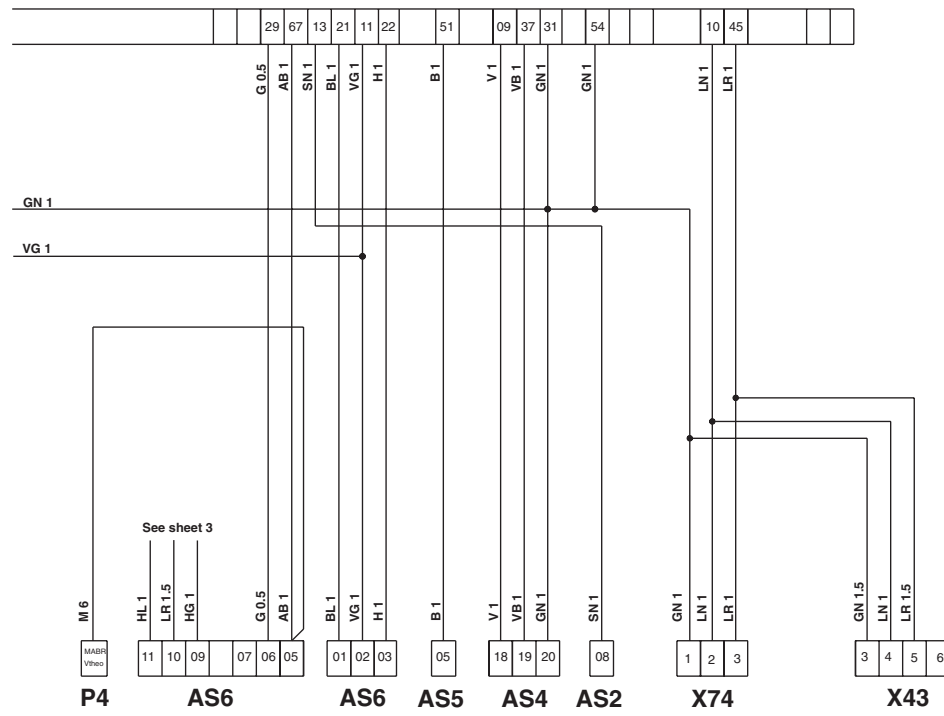 29 67 13 21 11 22 51 09 37 31 54 10 45
G 0.5 AB 1 SN 1 BL 1 VG 1 H 1 B 1 V 1 VB 1 GN 1 GN 1 LN 1 LR 1
GN 1
VG 1
See sheet 3
M 6 HL 1 LR 1.5 HG 1 G 0.5 AB 1 BL 1 VG 1 H 1 B 1 V 1 VB 1 GN 1 SN 1 GN 1 LN 1 LR 1 GN 1.5 LN 1 LR 1.5
MABR
Vtheo
11 10 09 07 06 05 01 02 03 05 18 19 20 08 1 2 3 3 4 5 6
P4 AS6 AS6 AS5 AS4 AS2 X74 X43